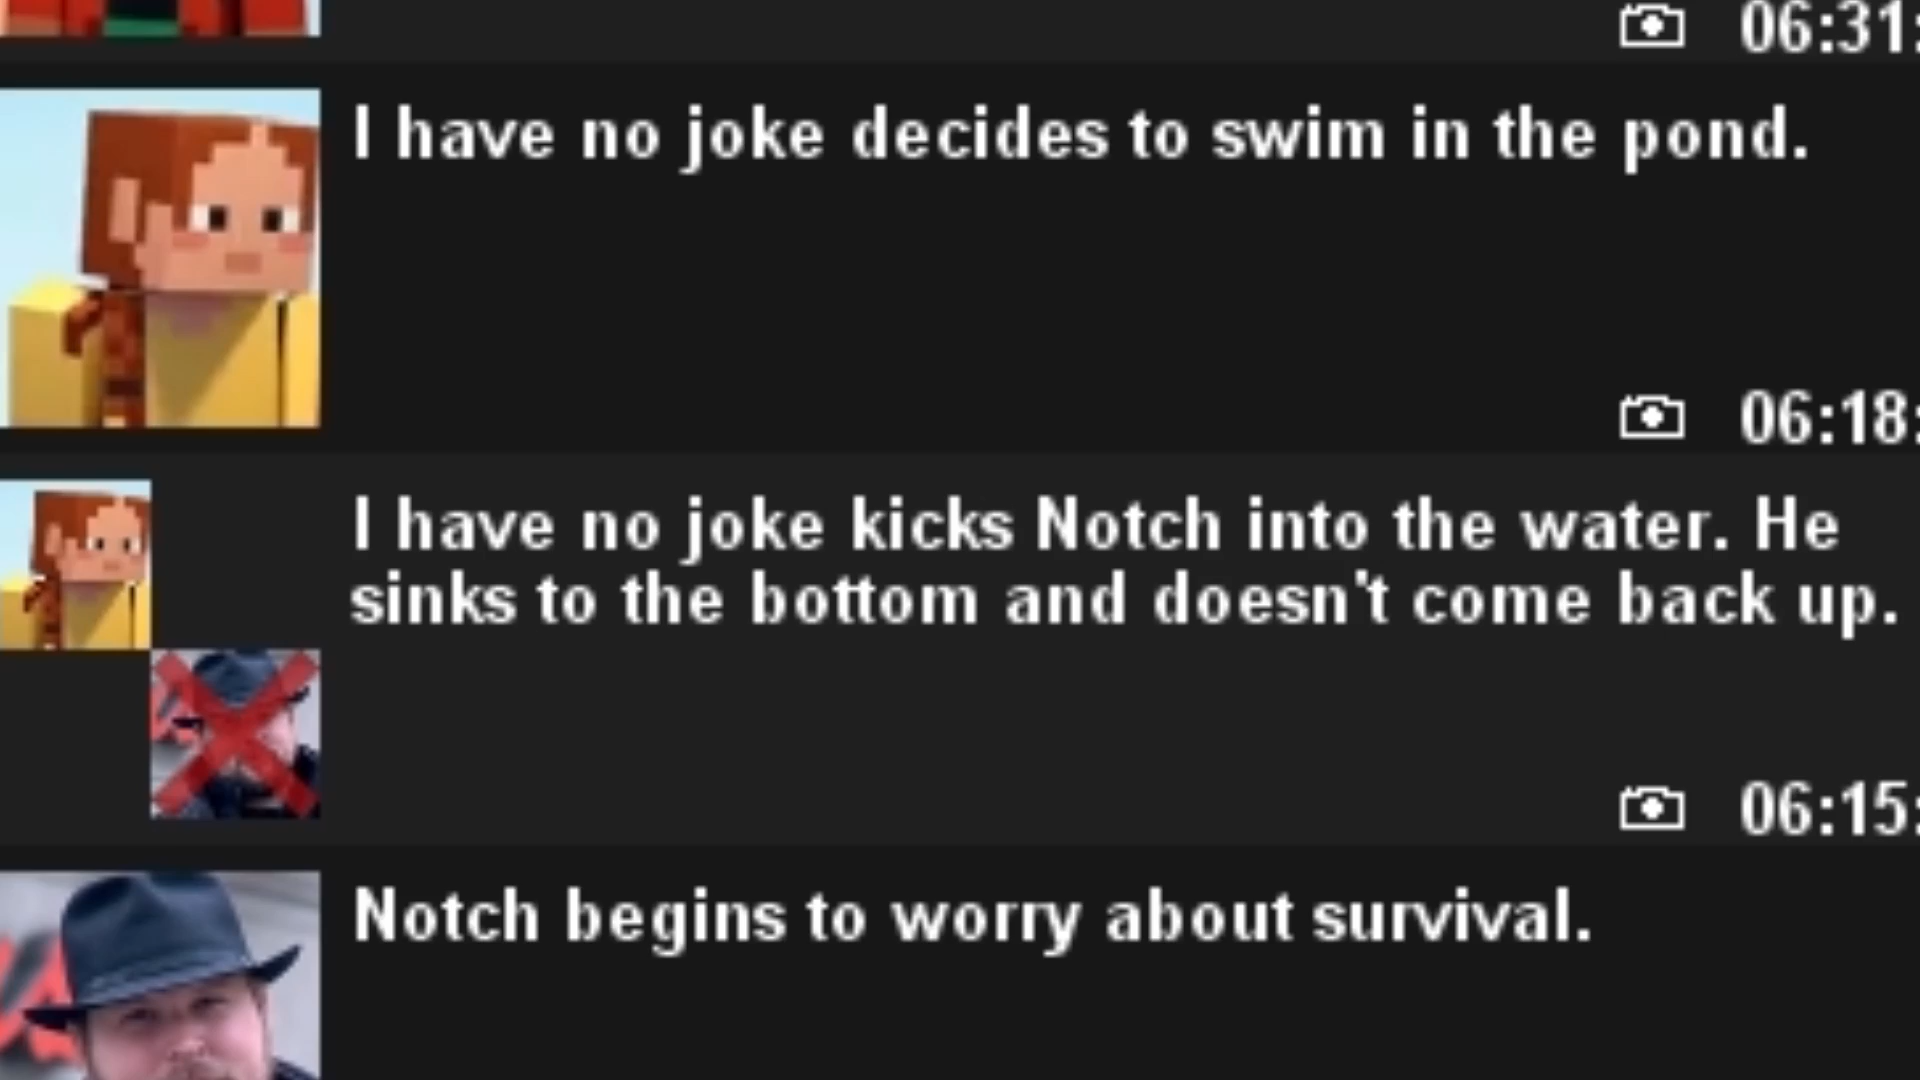 06:31:
I have no joke decides to swim in the pond.
06:18:
I have no joke kicks Notch into the water. He
sinks to the bottom and doesn't come back up.
06:15:
Notch begins to worry about survival.